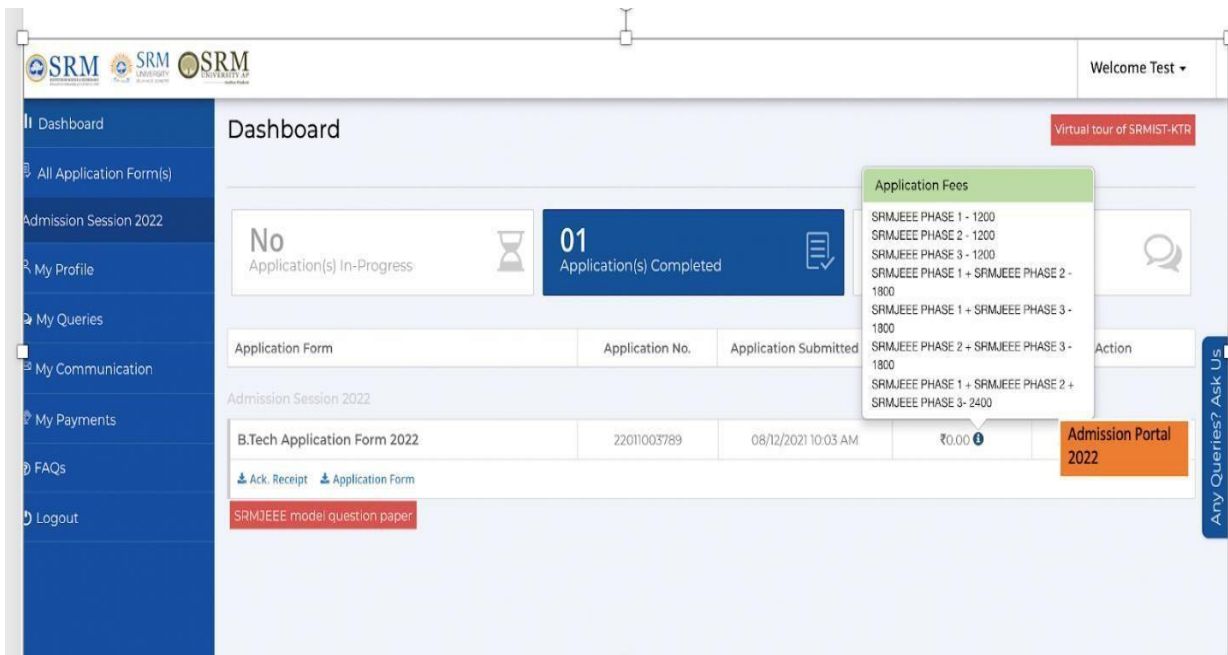 SRM
SRM
UNIVERSITY
SRM
UNIVERSITY AP
Welcome Test
Dashboard
All Application Form(s)
Admission Session 2022
My Profile
My Queries
My Communication
My Payments
FAQs
Logout
Dashboard
Virtual tour of SRMIST-KTR
No
Application(s) In-Progress
01
Application(s) Completed
Application Fees
SRMJEEE PHASE 1 - 1200
SRMJEEE PHASE 2 - 1200
SRMJEEE PHASE 3 - 1200
SRMJEEE PHASE 1 + SRMJEEE PHASE 2 -
1800
SRMJEEE PHASE 1 + SRMJEEE PHASE 3 -
1800
SRMJEEE PHASE 2 + SRMJEEE PHASE 3 -
1800
SRMJEEE PHASE 1 + SRMJEEE PHASE 2 +
SRMJEEE PHASE 3- 2400
Application Form Application No. Application Submitted Action
Admission Session 2022
B.Tech Application Form 2022 22011003789 08/12/2021 10:03 AM ₹0.00
Admission Portal
2022
Ack. Receipt Application Form
SRMJEEE model question paper
Any Queries? Ask Us